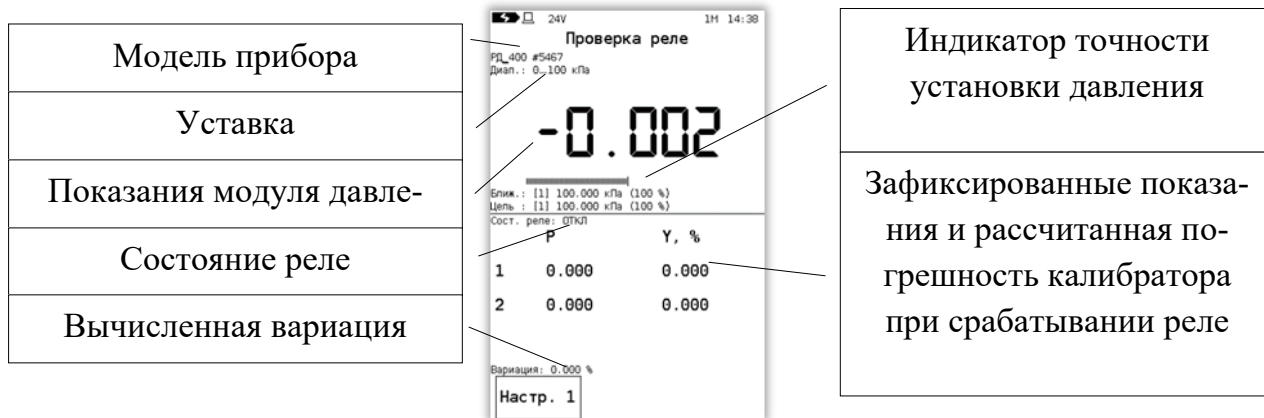 Модель прибора
Уставка
Показания модуля давле-
Состояние реле
Вычисленная вариация
24V 1М 14:38
Проверка реле
РД_400 #5467
Диап.: 0…100 кПа
-0.002
Ближ.: [1] 100.000 кПа (100 %)
Цель : [1] 100.000 кПа (100 %)
Сост. реле: ОТКЛ
P Y, %
1 0.000 0.000
2 0.000 0.000
Вариация: 0.000 %
Настр. 1
Индикатор точности
установки давления
Зафиксированные показа-
ния и рассчитанная по-
грешность калибратора
при срабатывании реле